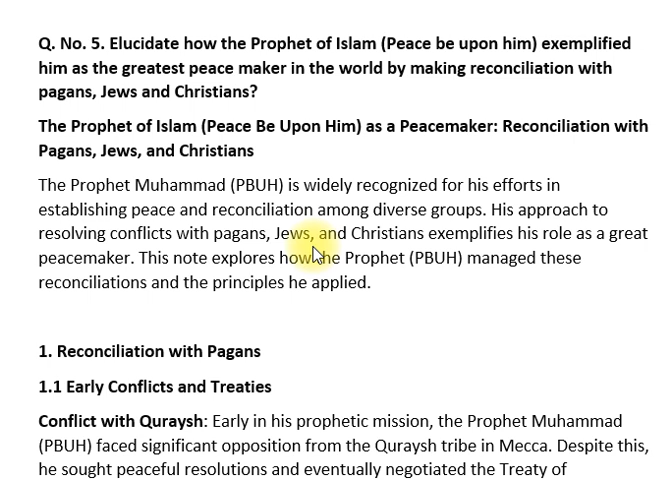 Q. No. 5. Elucidate how the Prophet of Islam (Peace be upon him) exemplified
him as the greatest peace maker in the world by making reconciliation with
pagans, Jews and Christians?
The Prophet of Islam (Peace Be Upon Him) as a Peacemaker: Reconciliation with
Pagans, Jews, and Christians
The Prophet Muhammad (PBUH) is widely recognized for his efforts in
establishing peace and reconciliation among diverse groups. His approach to
resolving conflicts with pagans, Jews, and Christians exemplifies his role as a great
peacemaker. This note explores how the Prophet (PBUH) managed these
reconciliations and the principles he applied.
1. Reconciliation with Pagans
1.1 Early Conflicts and Treaties
Conflict with Quraysh: Early in his prophetic mission, the Prophet Muhammad
(PBUH) faced significant opposition from the Quraysh tribe in Mecca. Despite this,
he sought peaceful resolutions and eventually negotiated the Treaty of